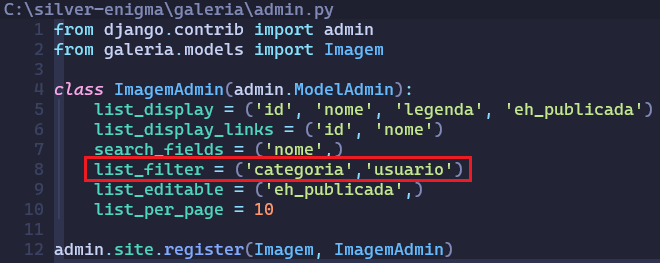 C:\silver-enigma\galeria\admin.py
1 from django.contrib import admin
2 from galeria.models import Imagem
3
4 class ImagemAdmin(admin.ModelAdmin):
5     list_display = ('id', 'nome', 'legenda', 'eh_publicada')
6     list_display_links = ('id', 'nome')
7     search_fields = ('nome',)
8     list_filter = ('categoria','usuario')
9     list_editable = ('eh_publicada',)
10     list_per_page = 10
11
12 admin.site.register(Imagem, ImagemAdmin)